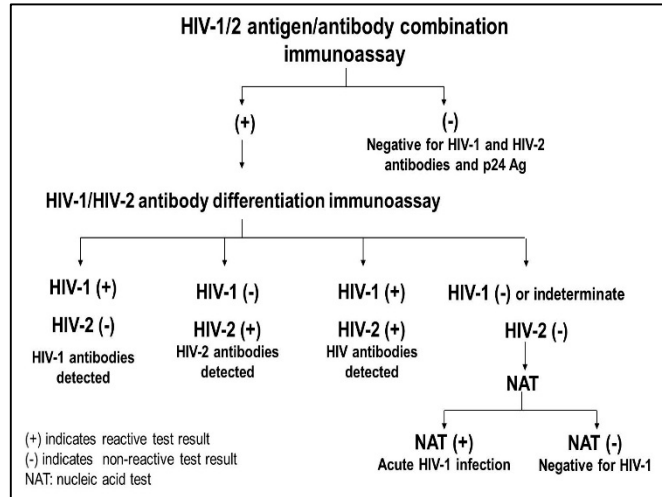 HIV-1/2 antigen/antibody combination
immunoassay
(+)
(-)
Negative for HIV-1 and HIV-2
antibodies and p24 Ag
HIV-1/HIV-2 antibody differentiation immunoassay
HIV-1 (+)
HIV-2 (-)
HIV-1 antibodies
detected
HIV-1 (-)
HIV-2 (+)
HIV-2 antibodies
detected
HIV-1 (+)
HIV-2 (+)
HIV antibodies
detected
HIV-1 (-) or indeterminate
HIV-2 (-)
NAT
NAT (+)
Acute HIV-1 infection
NAT (-)
Negative for HIV-1
(+) indicates reactive test result
(-) indicates non-reactive test result
NAT: nucleic acid test